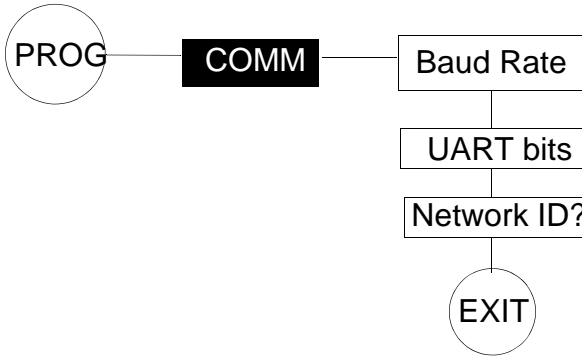 PROG
COMM
Baud Rate
UART bits
Network ID?
EXIT